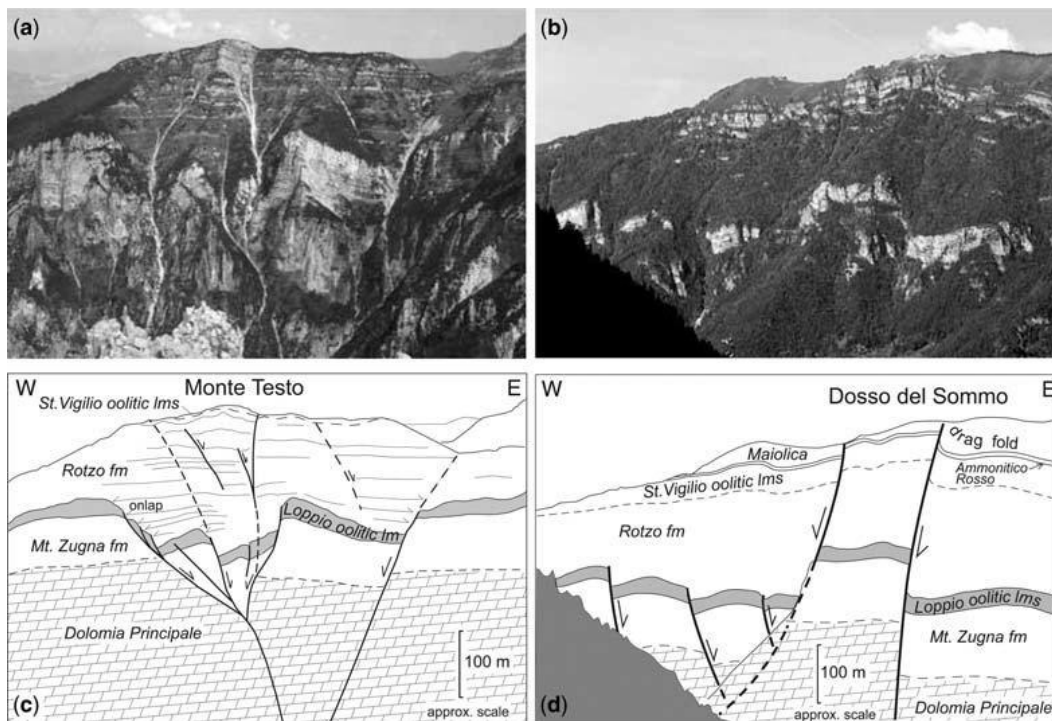 (a)
(b)
W
Monte Testo
E
St.Vigilio oolitic lms
Rotzo fm
onlap
Loppio oolitic lm
Mt. Zugna fm
Dolomia Principale
100 m
(c)
approx. scale
W
Dosso del Sommo
E
drag fold
Maiolica
Ammonitico
Rosso
St.Vigilio oolitic lms
Rotzo fm
Loppio oolitic lms
Mt. Zugna fm
100 m
(d)
approx. scale
Dolomia Principale